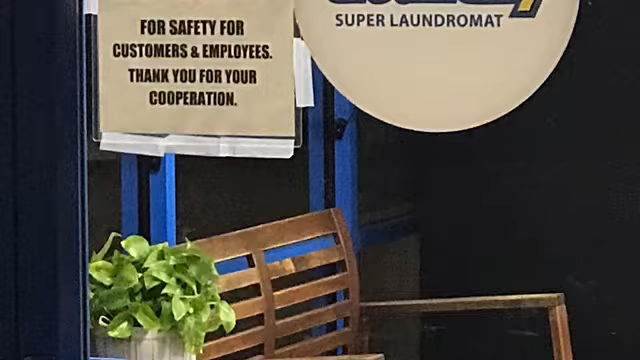 FOR SAFETY FOR
CUSTOMERS & EMPLOYEES.
THANK YOU FOR YOUR
COOPERATION.
SUPER LAUNDROMAT